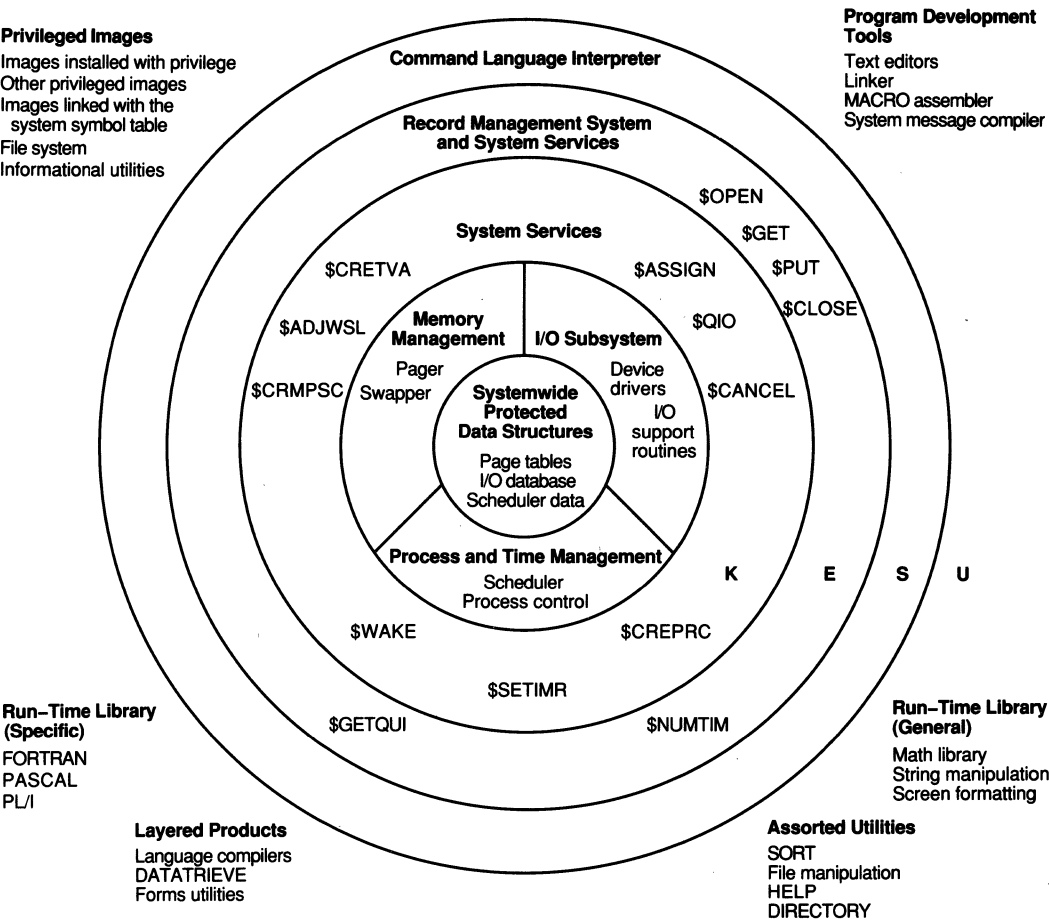 Privileged Images
Images installed with privilege
Other privileged images
Images linked with the
system symbol table
File system
Informational utilities
Program Development
Tools
Text editors
Linker
MACRO assembler
System message compiler
Command Language Interpreter
Record Management System
and System Services
$OPEN
$GET
$PUT
$CLOSE
System Services
$CRETVA
$ADJWSL
$CRMPSC
$ASSIGN
$QIO
$CANCEL
Memory
Management
Pager
Swapper
I/O Subsystem
Device
drivers
I/O
support
routines
Systemwide
Protected
Data Structures
Page tables
I/O database
Scheduler data
Process and Time Management
Scheduler
Process control
K E S U
$WAKE
$CREPRC
$SETIMR
$GETQUI
$NUMTIM
Run–Time Library
(Specific)
FORTRAN
PASCAL
PL/I
Run–Time Library
(General)
Math library
String manipulation
Screen formatting
Layered Products
Language compilers
DATATRIEVE
Forms utilities
Assorted Utilities
SORT
File manipulation
HELP
DIRECTORY